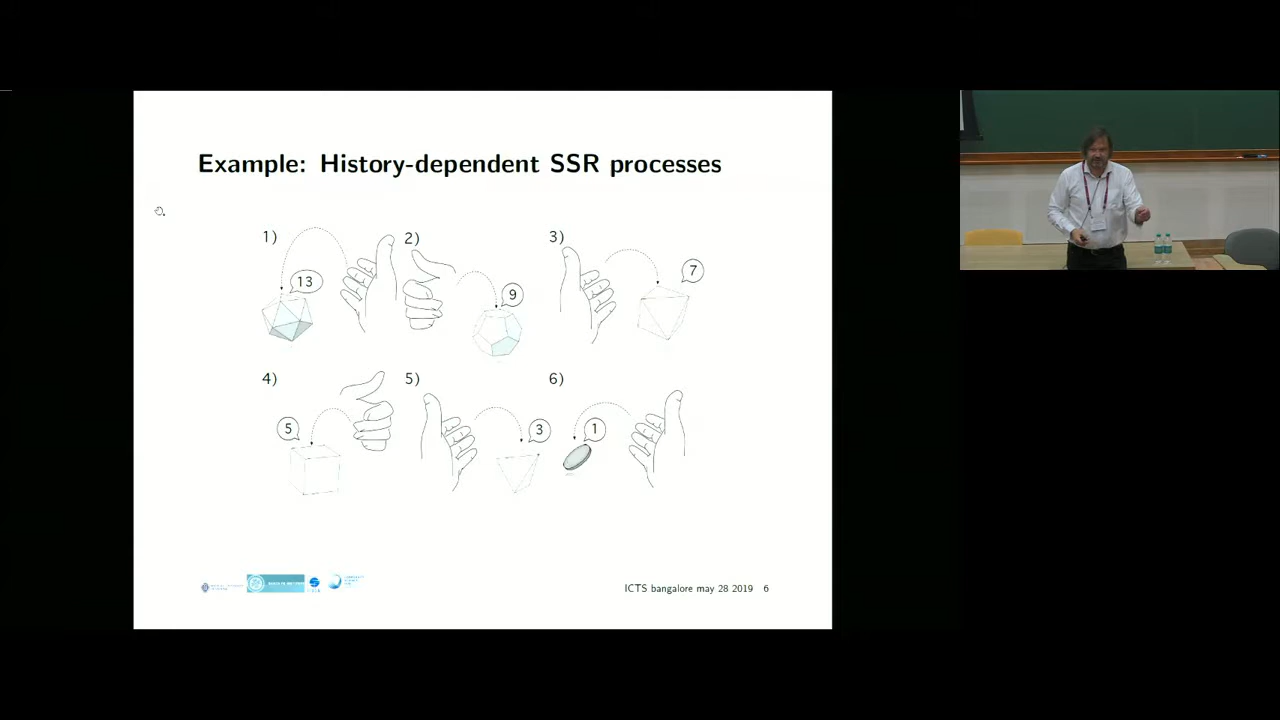 Example: History-dependent SSR processes
1) 2) 3)
13 9 7
4) 5) 6)
5 3 1
ICTS bangalore may 28 2019 6